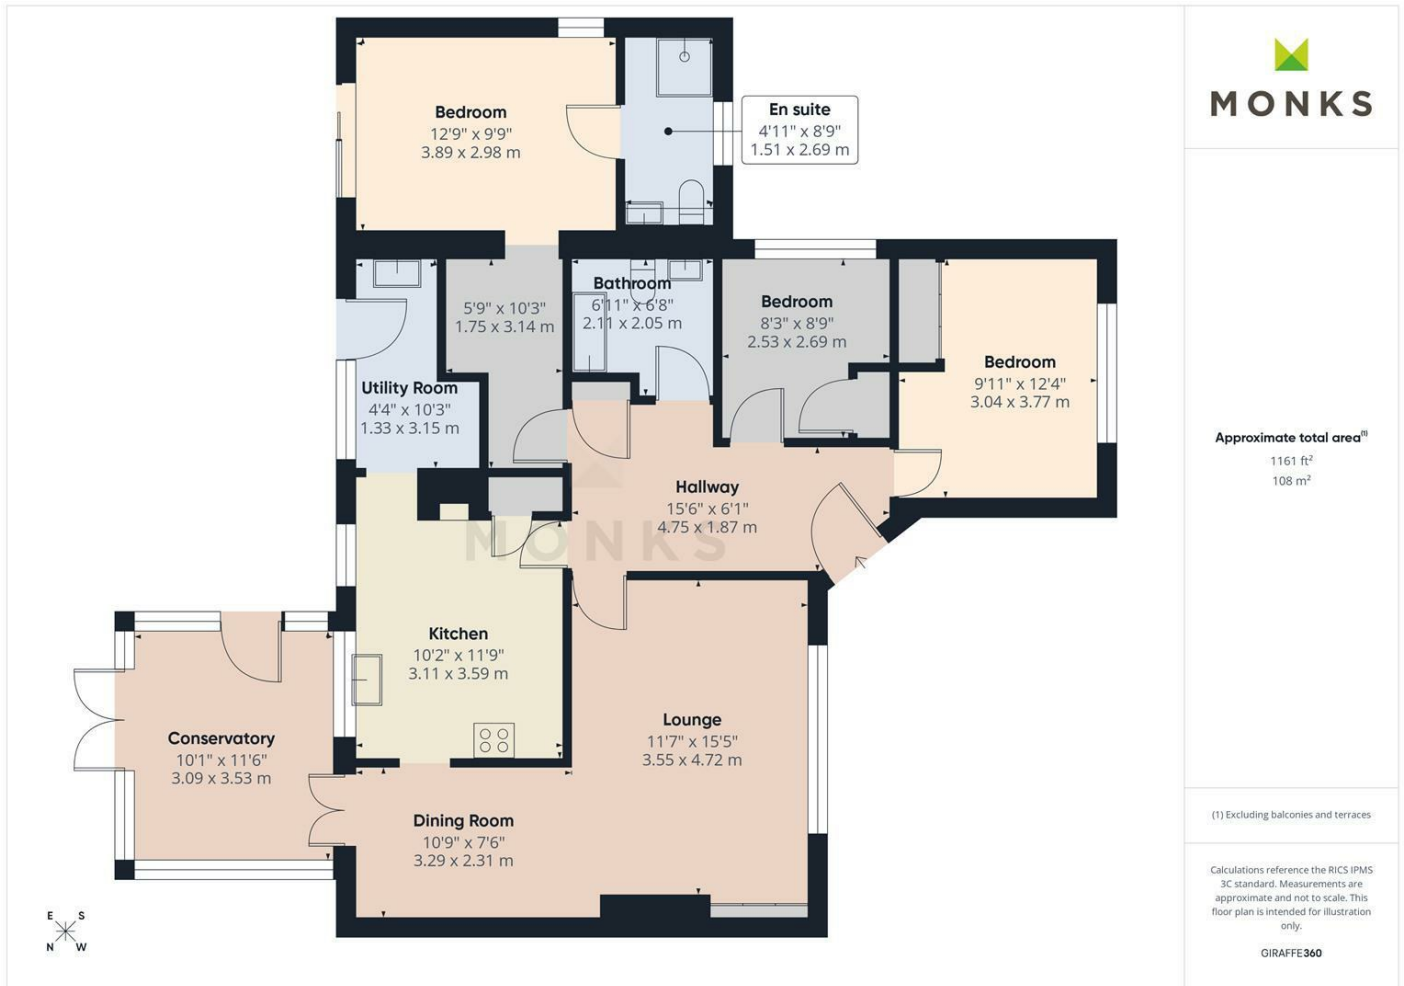 Bedroom
12'9" x 9'9"
3.89 x 2.98 m
En suite
4'11" x 8'9"
1.51 x 2.69 m
MONKS
5'9" x 10'3"
1.75 x 3.14 m
Bathroom
6'11" x 6'8"
2.11 x 2.05 m
Bedroom
8'3" x 8'9"
2.53 x 2.69 m
Bedroom
9'11" x 12'4"
3.04 x 3.77 m
Utility Room
4'4" x 10'3"
1.33 x 3.15 m
Hallway
15'6" x 6'1"
4.75 x 1.87 m
MONKS
Kitchen
10'2" x 11'9"
3.11 x 3.59 m
Conservatory
10'1" x 11'6"
3.09 x 3.53 m
Lounge
11'7" x 15'5"
3.55 x 4.72 m
Dining Room
10'9" x 7'6"
3.29 x 2.31 m
E S
N W
Approximate total area(1)
1161 ft²
108 m²
(1) Excluding balconies and terraces
Calculations reference the RICS IPMS
3C standard. Measurements are
approximate and not to scale. This
floor plan is intended for illustration
only.
GIRAFFE360